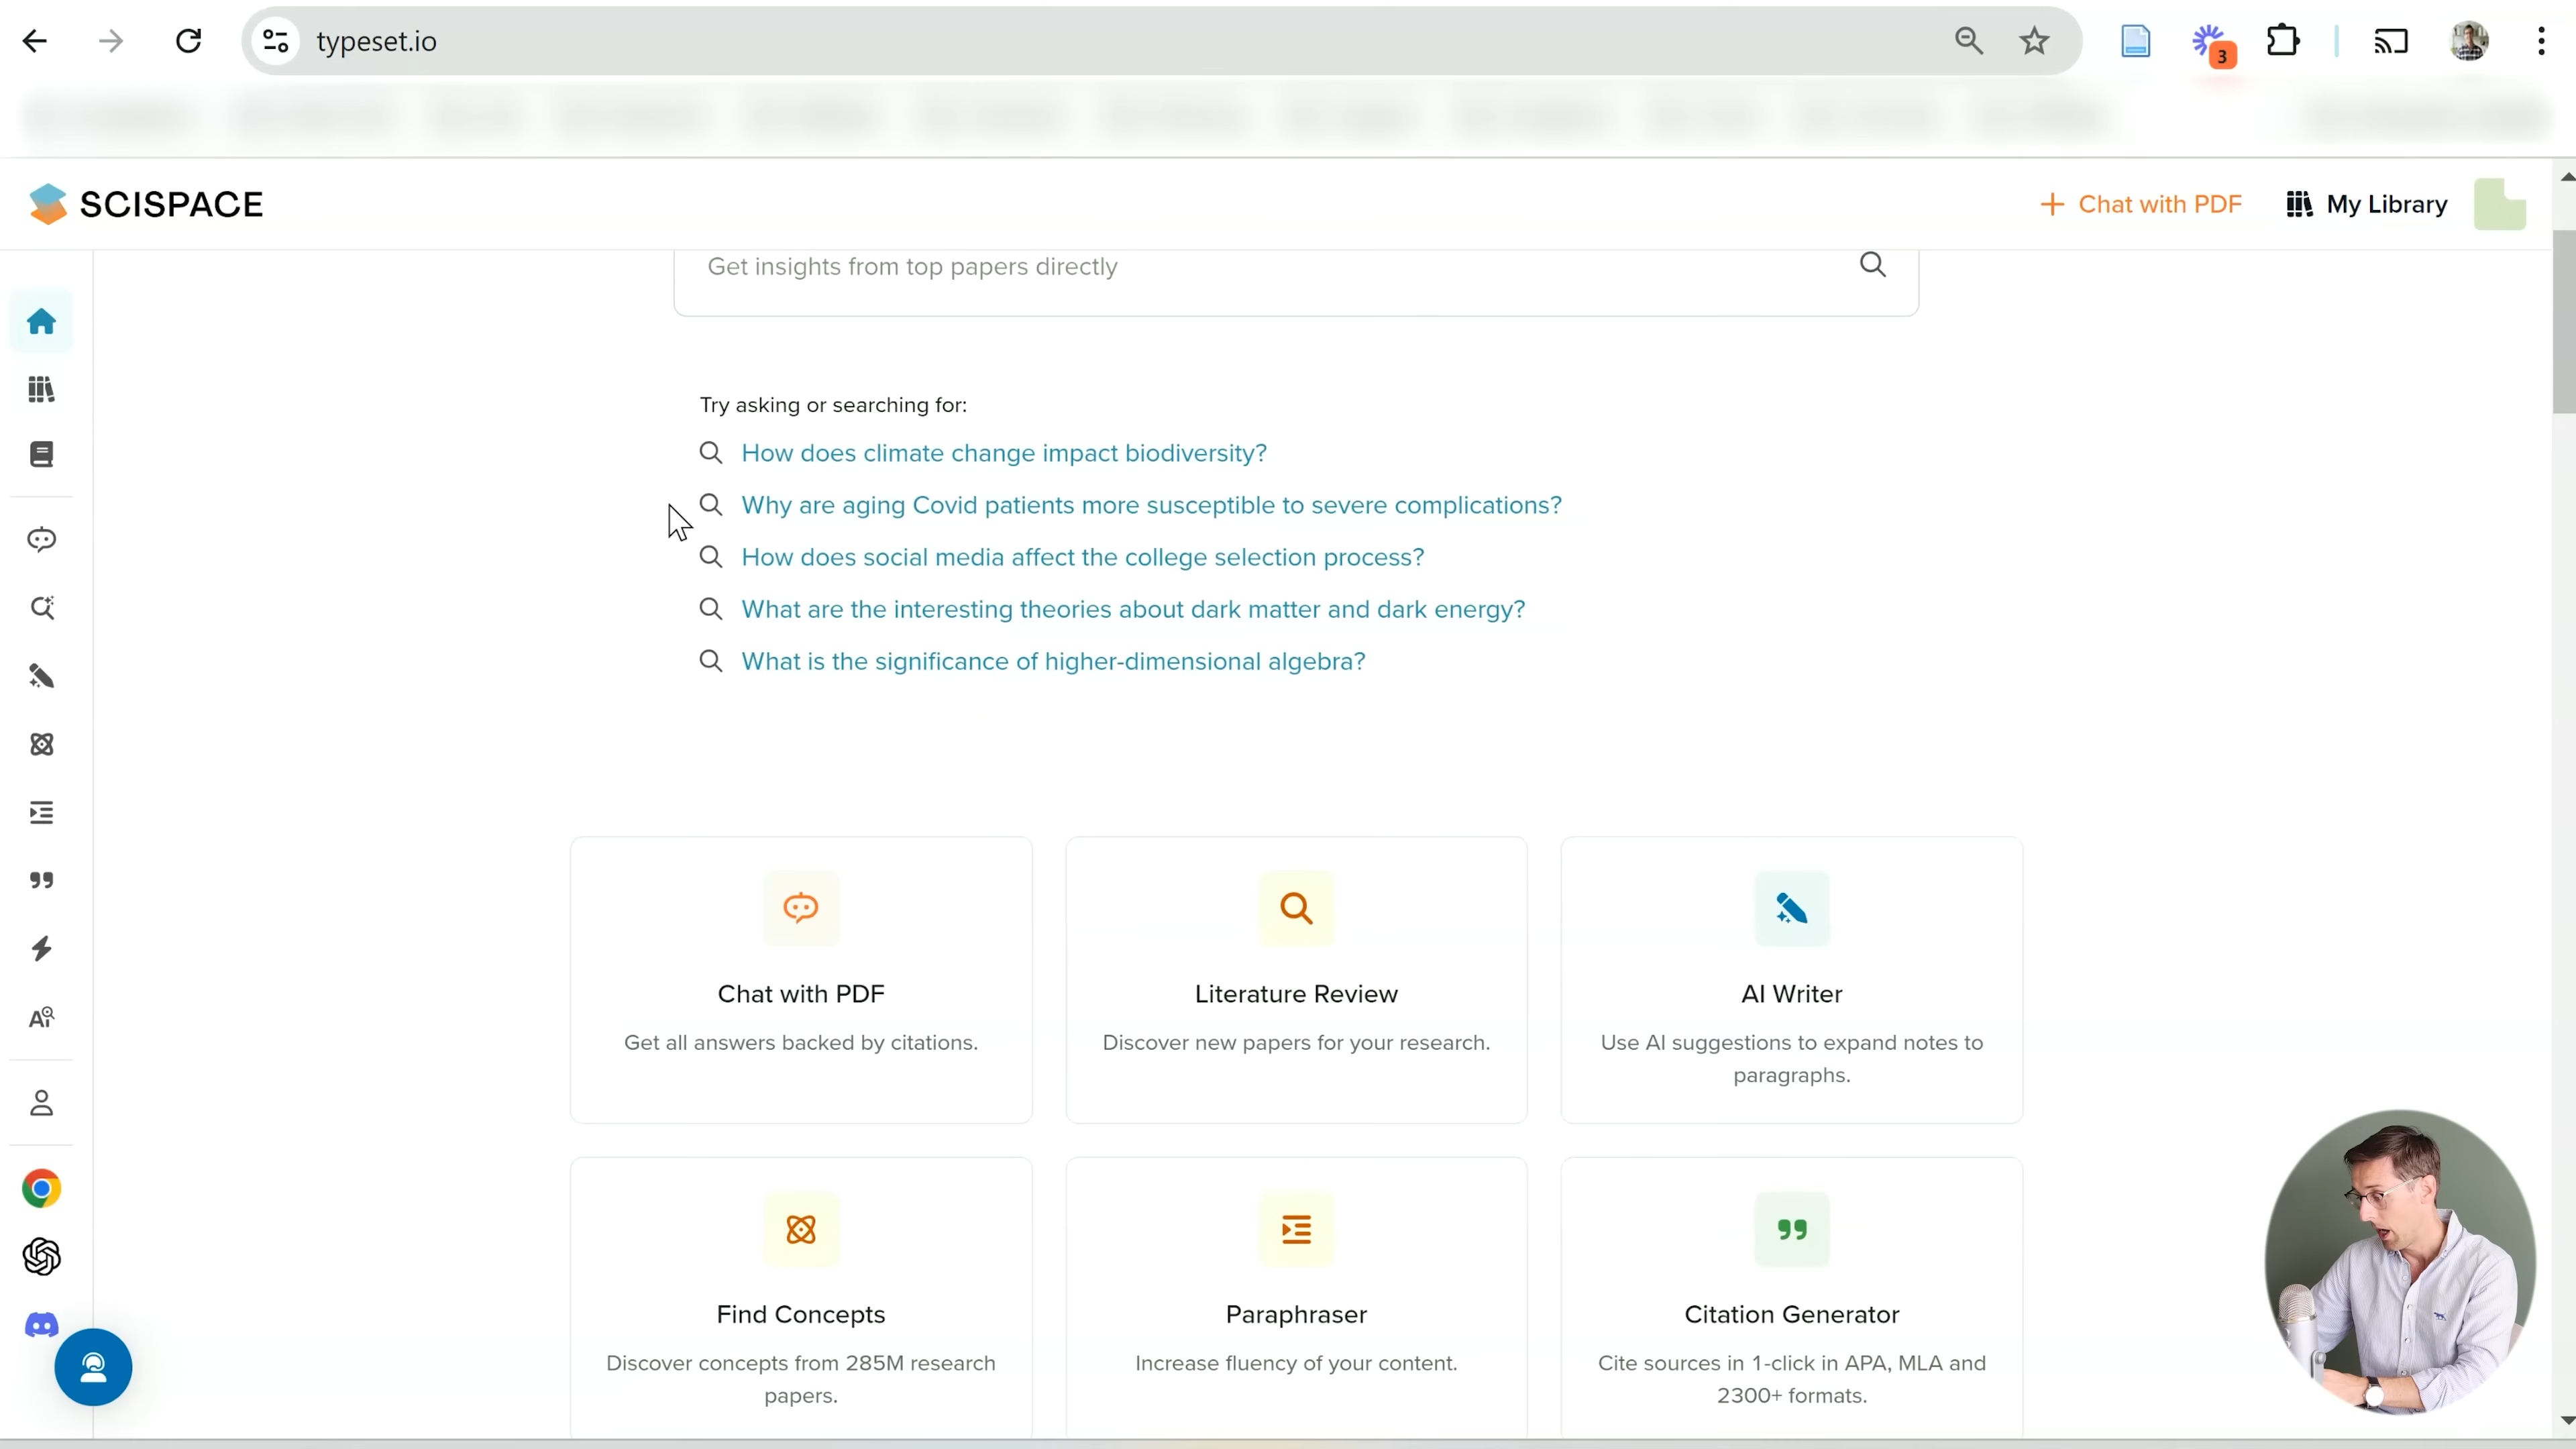 typeset.io
3
SCISPACE
Chat with PDF
My Library
Get insights from top papers directly
Try asking or searching for:
How does climate change impact biodiversity?
Why are aging Covid patients more susceptible to severe complications?
How does social media affect the college selection process?
What are the interesting theories about dark matter and dark energy?
What is the significance of higher-dimensional algebra?
Chat with PDF
Get all answers backed by citations.
Literature Review
Discover new papers for your research.
AI Writer
Use AI suggestions to expand notes to
paragraphs.
Find Concepts
Discover concepts from 285M research
papers.
Paraphraser
Increase fluency of your content.
Citation Generator
Cite sources in 1-click in APA, MLA and
2300+ formats.